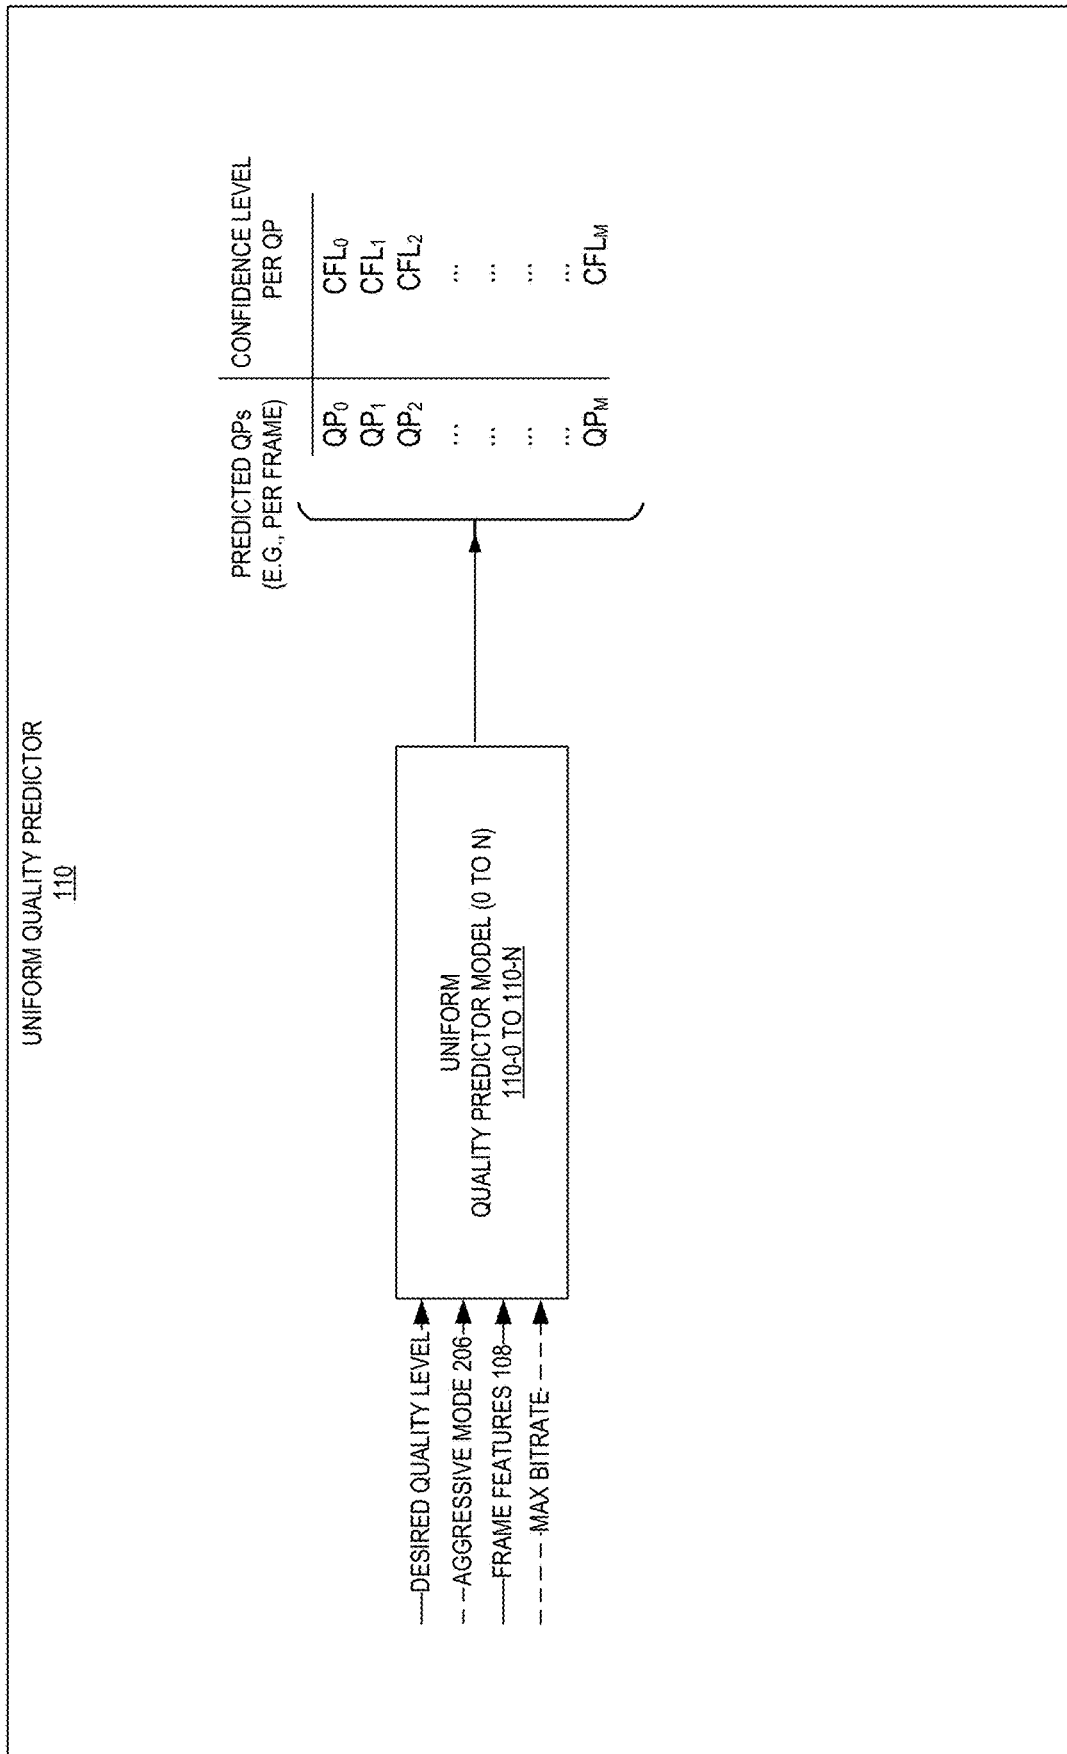 UNIFORM QUALITY PREDICTOR
110
DESIRED QUALITY LEVEL
AGGRESSIVE MODE 206
FRAME FEATURES 108
MAX BITRATE
UNIFORM
QUALITY PREDICTOR MODEL (0 TO N)
110-0 TO 110-N
PREDICTED QPs
(E.G., PER FRAME)
CONFIDENCE LEVEL
PER QP
QP0 CFL0
QP1 CFL1
QP2 CFL2
... ...
... ...
... ...
... ...
QPM CFLM